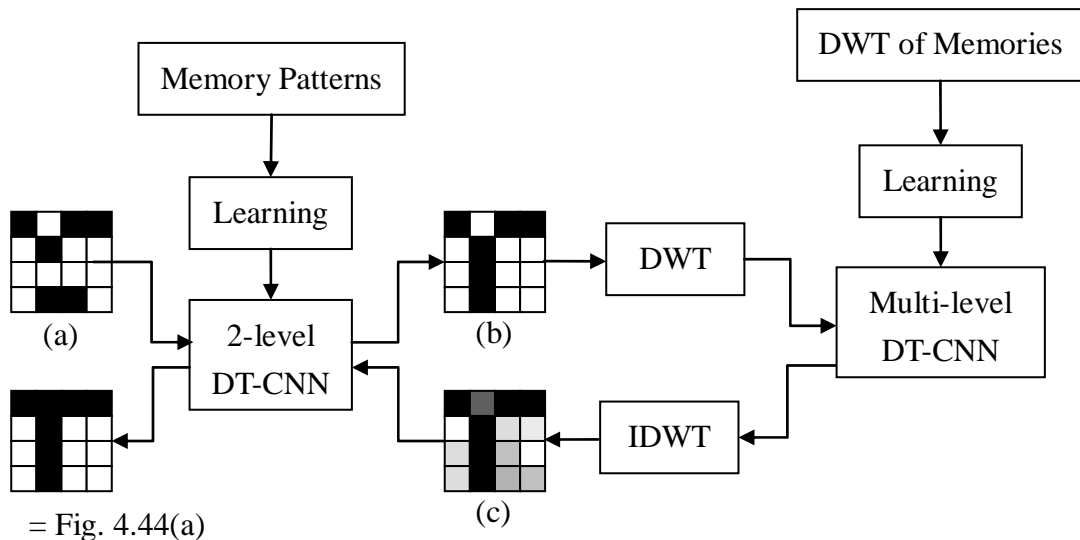 DWT of Memories
Memory Patterns
Learning
Learning
DWT
2-level
DT-CNN
Multi-level
DT-CNN
(a)
(b)
IDWT
(c)
= Fig. 4.44(a)